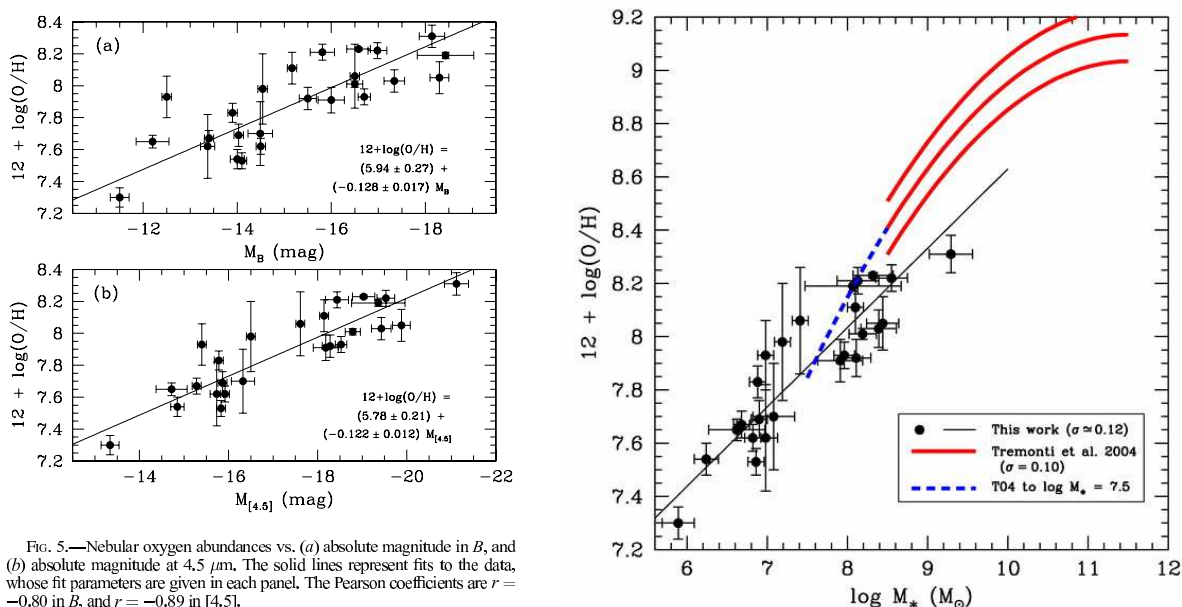 8.4
8.2
8
7.8
7.6
7.4
7.2
12 + log(O/H)
(a)
12+log(O/H) =
(5.94 ± 0.27) +
(−0.128 ± 0.017) M_B
−12
−14
−16
−18
M_B (mag)
8.4
8.2
8
7.8
7.6
7.4
7.2
12 + log(O/H)
(b)
12+log(O/H) =
(5.78 ± 0.21) +
(−0.122 ± 0.012) M_[4.5]
−14
−16
−18
−20
−22
M_[4.5] (mag)
FIG. 5.—Nebular oxygen abundances vs. (a) absolute magnitude in B, and
(b) absolute magnitude at 4.5 μm. The solid lines represent fits to the data,
whose fit parameters are given in each panel. The Pearson coefficients are r =
−0.80 in B, and r = −0.89 in [4.5].
9.2
9
8.8
8.6
8.4
8.2
8
7.8
7.6
7.4
7.2
12 + log(O/H)
This work (σ≃0.12)
Tremonti et al. 2004
(σ=0.10)
T04 to log M_* = 7.5
6
7
8
9
10
11
12
log M_* (M_⊙)